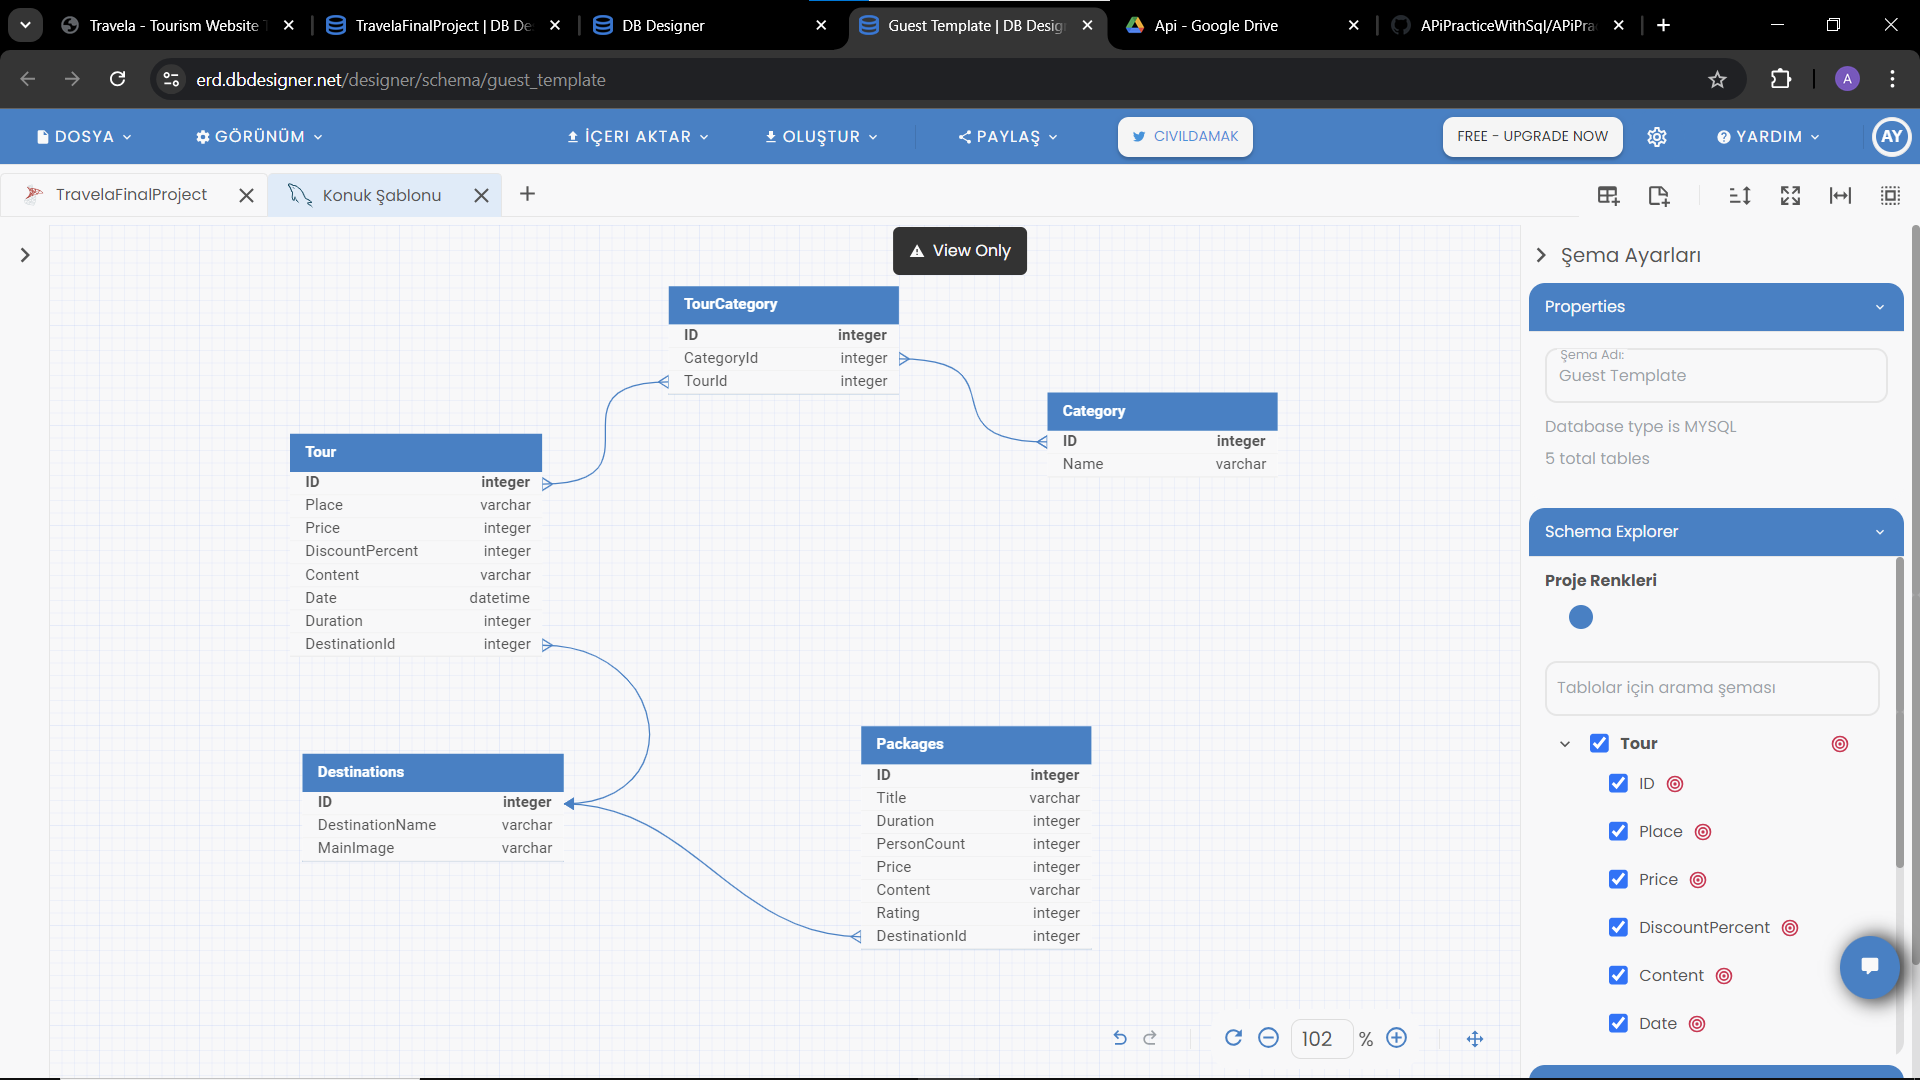 Travela - Tourism Website
TravelaFinalProject | DB De
DB Designer
Guest Template | DB Desig
Api - Google Drive
APiPracticeWithSql/APiPra
erd.dbdesigner.net/designer/schema/guest_template
A
DOSYA
GÖRÜNÜM
İÇERI AKTAR
OLUŞTUR
PAYLAŞ
CIVILDAMAK
FREE - UPGRADE NOW
YARDIM
AY
TravelaFinalProject
Konuk Şablonu
View Only
TourCategory
ID integer
CategoryId integer
TourId integer
Category
ID integer
Name varchar
Tour
ID integer
Place varchar
Price integer
DiscountPercent integer
Content varchar
Date datetime
Duration integer
DestinationId integer
Destinations
ID integer
DestinationName varchar
MainImage varchar
Packages
ID integer
Title varchar
Duration integer
PersonCount integer
Price integer
Content varchar
Rating integer
DestinationId integer
102 %
Şema Ayarları
Properties
Şema Adı:
Guest Template
Database type is MYSQL
5 total tables
Schema Explorer
Proje Renkleri
Tablolar için arama şeması
Tour
ID
Place
Price
DiscountPercent
Content
Date